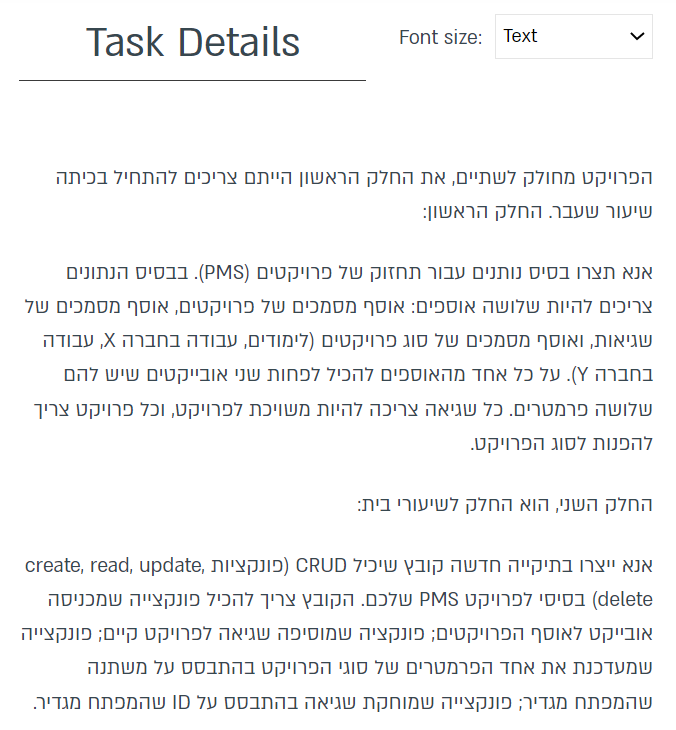 Task Details
Font size: Text
הפרויקט מחולק לשתיים, את החלק הראשון הייתם צריכים להתחיל בכיתה
שיעור שעבר. החלק הראשון:
אנא תצרו בסיס נותנים עבור תחזוק של פרויקטים (PMS). בבסיס הנתונים
צריכים להיות שלושה אוספים: אוסף מסמכים של פרויקטים, אוסף מסמכים של
שגיאות, ואוסף מסמכים של סוג פרויקטים (לימודים, עבודה בחברה X, עבודה
בחברה Y). על כל אחד מהאוספים להכיל לפחות שני אובייקטים שיש להם
שלושה פרמטרים. כל שגיאה צריכה להיות משויכת לפרויקט, וכל פרויקט צריך
להפנות לסוג הפרויקט.
החלק השני, הוא החלק לשיעורי בית:
אנא ייצרו בתיקייה חדשה קובץ שיכיל CRUD (פונקציות create, read, update,
delete) בסיסי לפרויקט PMS שלכם. הקובץ צריך להכיל פונקצייה שמכניסה
אובייקט לאוסף הפרויקטים; פונקציה שמוסיפה שגיאה לפרויקט קיים; פונקצייה
שמעדכנת את אחד הפרמטרים של סוגי הפרויקט בהתבסס על משתנה
שהמפתח מגדיר; פונקצייה שמוחקת שגיאה בהתבסס על ID שהמפתח מגדיר.